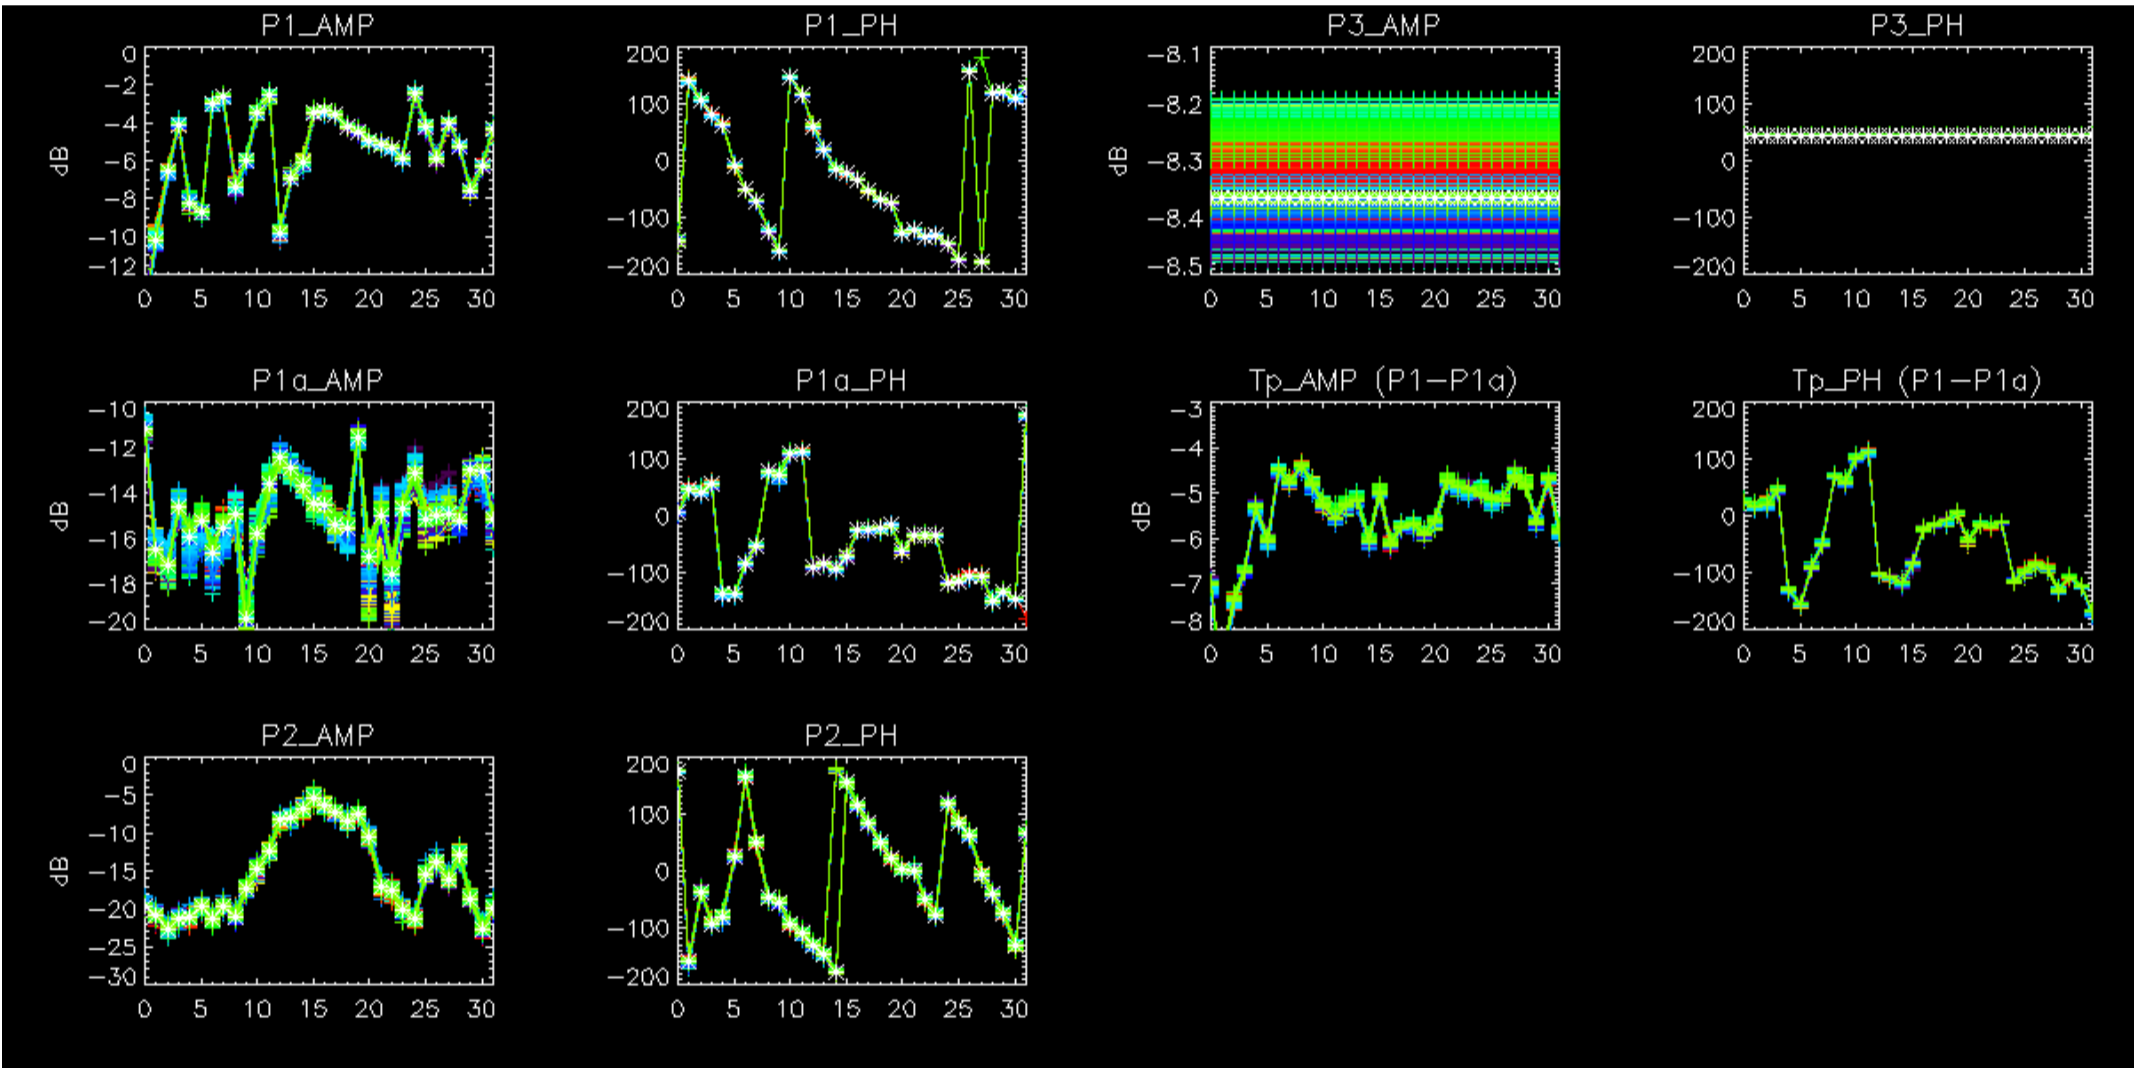 P1_AMP
P1_PH
P3_AMP
P3_PH
0
-2
-4
-6
-8
-10
-12
dB
0 5 10 15 20 25 30
200
100
0
-100
-200
0 5 10 15 20 25 30
-8.1
-8.2
-8.3
-8.4
-8.5
dB
0 5 10 15 20 25 30
200
100
0
-100
-200
0 5 10 15 20 25 30
P1a_AMP
P1a_PH
Tp_AMP (P1-P1a)
Tp_PH (P1-P1a)
-10
-12
-14
-16
-18
-20
dB
0 5 10 15 20 25 30
200
100
0
-100
-200
0 5 10 15 20 25 30
-3
-4
-5
-6
-7
-8
dB
0 5 10 15 20 25 30
200
100
0
-100
-200
0 5 10 15 20 25 30
P2_AMP
P2_PH
0
-5
-10
-15
-20
-25
-30
dB
0 5 10 15 20 25 30
200
100
0
-100
-200
0 5 10 15 20 25 30